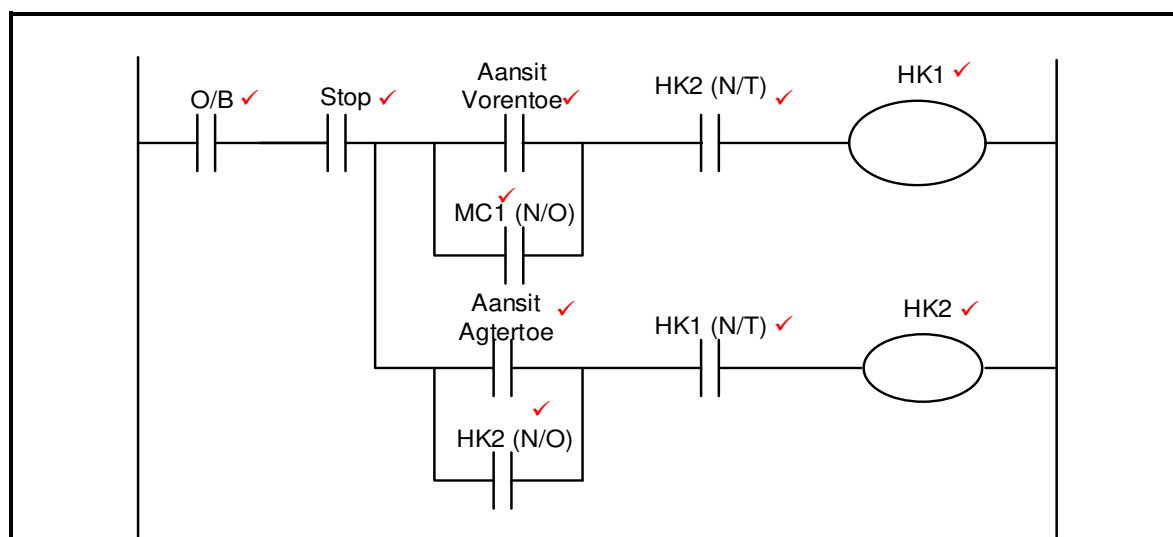 O/B ✓
Stop ✓
Aansit
Vorentoe ✓
HK2 (N/T) ✓
HK1 ✓
MC1 (N/O) ✓
Aansit
Agtertoe ✓
HK1 (N/T) ✓
HK2 ✓
HK2 (N/O) ✓